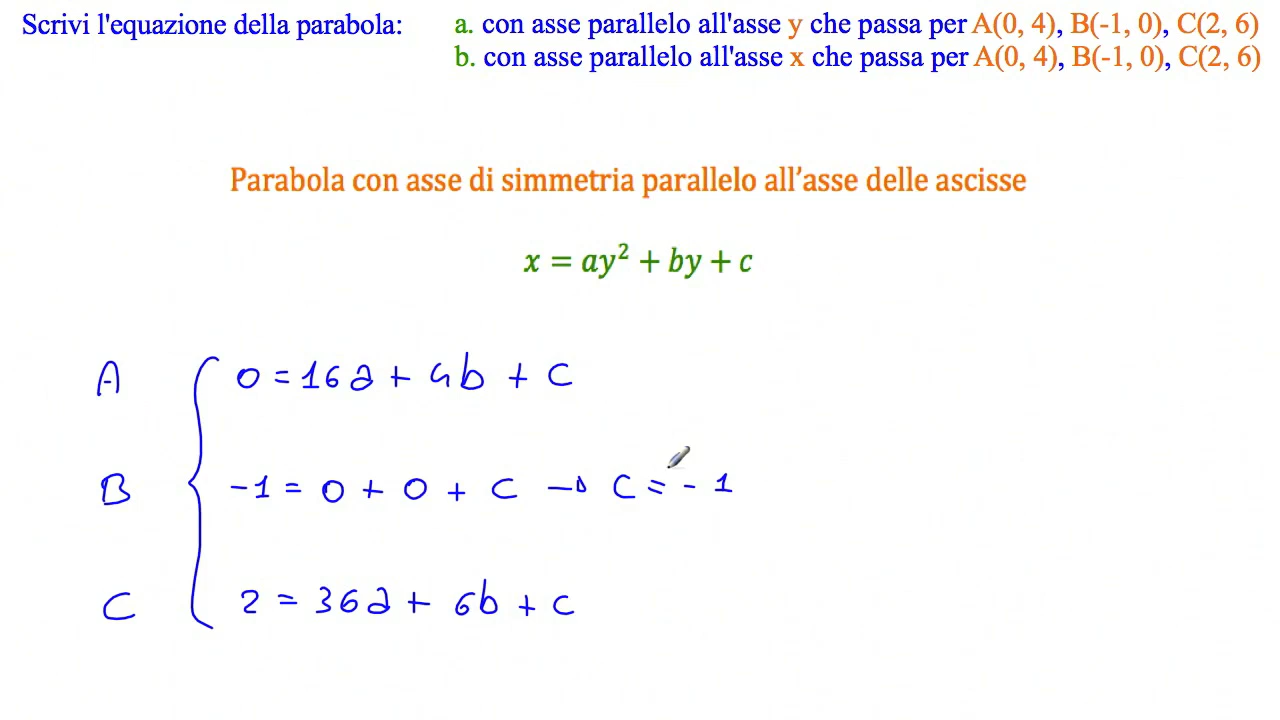 Scrivi l'equazione della parabola: a. con asse parallelo all'asse y che passa per A(0, 4), B(-1, 0), C(2, 6)
b. con asse parallelo all'asse x che passa per A(0, 4), B(-1, 0), C(2, 6)
Parabola con asse di simmetria parallelo all’asse delle ascisse
x = ay² + by + c
A { 0 = 16a + 4b + c
B -1 = 0 + 0 + c → c = - 1
C 2 = 36a + 6b + c